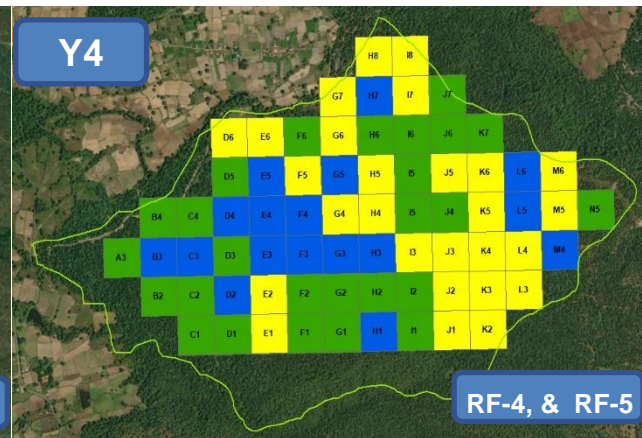 Y4
H8 I8
G7 H7 I7 J7
D6 E6 F6 G6 H6 I6 J6 K7
D5 E5 F5 G5 H5 I5 J5 K6 L6 M6
B4 C4 D4 E4 F4 G4 H4 I5 J4 K5 L5 M5 N5
A3 B3 C3 D3 E3 F3 G3 H3 I3 J3 K4 L4 M4
B2 C2 D2 E2 F2 G2 H2 I2 J2 K3 L3
C1 D1 E1 F1 G1 H1 I1 J1 K2
RF-4, & RF-5